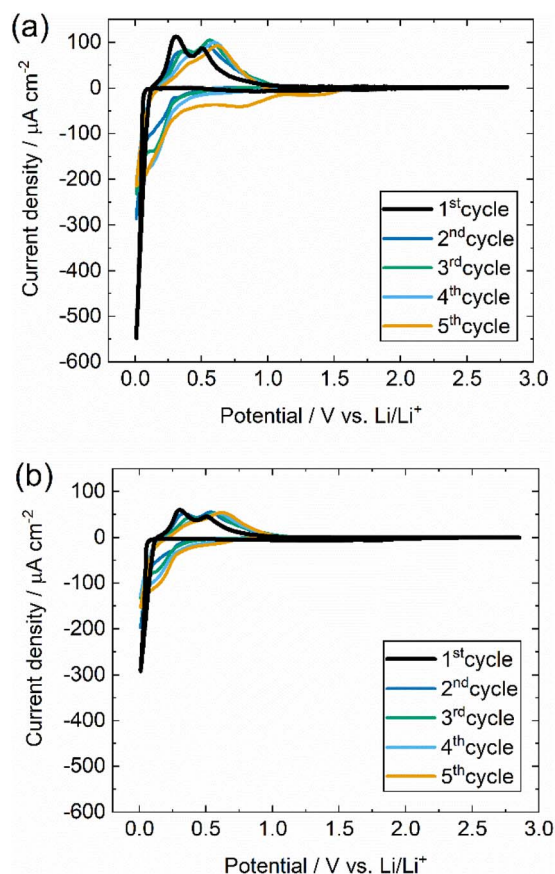 (a)
100
0
-100
-200
-300
-400
-500
-600
Current density / µA cm⁻²
1ˢᵗcycle
2ⁿᵈcycle
3ʳᵈcycle
4ᵗʰcycle
5ᵗʰcycle
0.0 0.5 1.0 1.5 2.0 2.5 3.0
Potential / V vs. Li/Li⁺
(b)
100
0
-100
-200
-300
-400
-500
-600
Current density / µA cm⁻²
1ˢᵗcycle
2ⁿᵈcycle
3ʳᵈcycle
4ᵗʰcycle
5ᵗʰcycle
0.0 0.5 1.0 1.5 2.0 2.5 3.0
Potential / V vs. Li/Li⁺